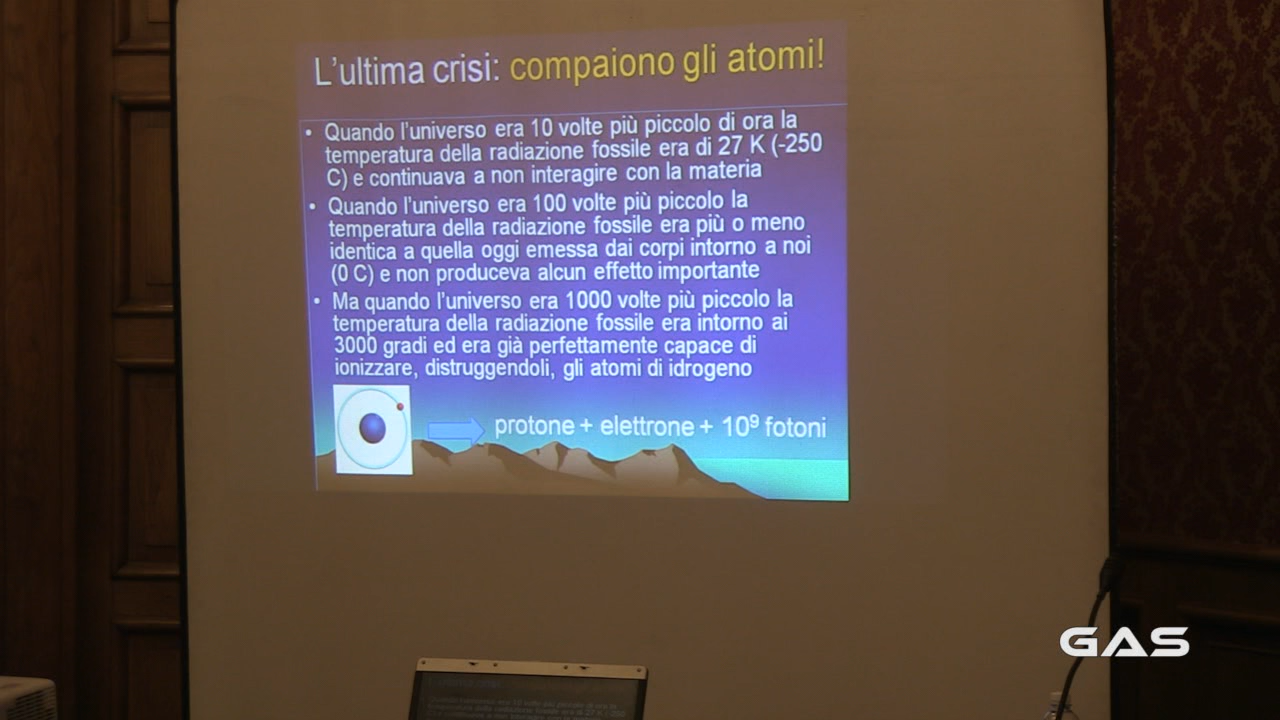 L'ultima crisi: compaiono gli atomi!
• Quando l'universo era 10 volte più piccolo di ora la
temperatura della radiazione fossile era di 27 K (-250
C) e continuava a non interagire con la materia
• Quando l'universo era 100 volte più piccolo la
temperatura della radiazione fossile era più o meno
identica a quella oggi emessa dai corpi intorno a noi
(0 C) e non produceva alcun effetto importante
• Ma quando l'universo era 1000 volte più piccolo la
temperatura della radiazione fossile era intorno ai
3000 gradi ed era già perfettamente capace di
ionizzare, distruggendoli, gli atomi di idrogeno
protone + elettrone + 10⁹ fotoni
GAS